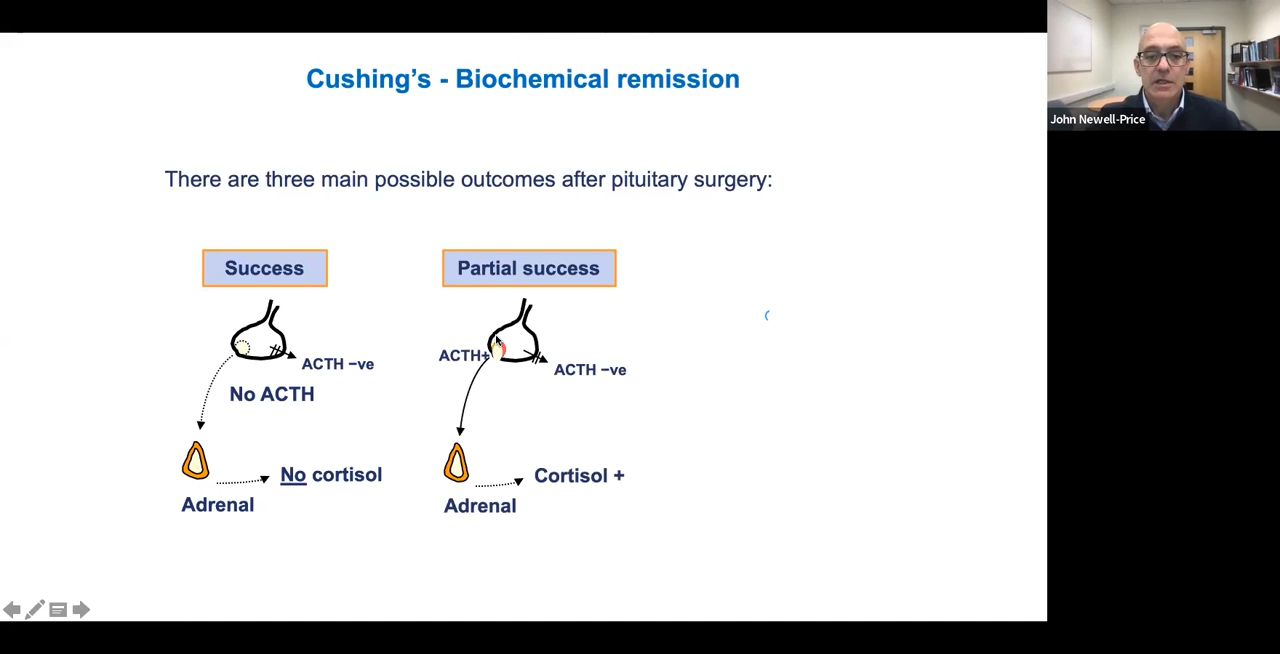 Cushing’s - Biochemical remission
John Newell-Price
There are three main possible outcomes after pituitary surgery:
Success
Partial success
ACTH −ve
No ACTH
ACTH+
ACTH −ve
No cortisol
Adrenal
Cortisol +
Adrenal